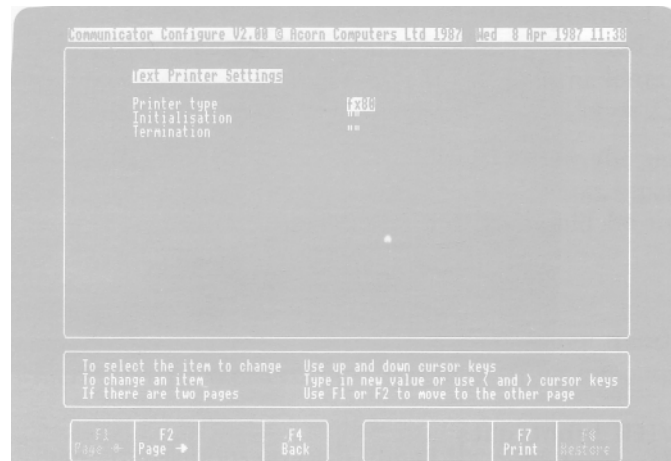 Communicator Configure V2.00 @ Acorn Computers Ltd 1987 Wed 8 Apr 1987 11:38
Text Printer Settings
Printer type fx80
Initialisation ""
Termination ""
To select the item to change Use up and down cursor keys
To change an item Type in new value or use < and > cursor keys
If there are two pages Use F1 or F2 to move to the other page
F1 F2 F4 F7 F8
Page → Page → Back Print Restore